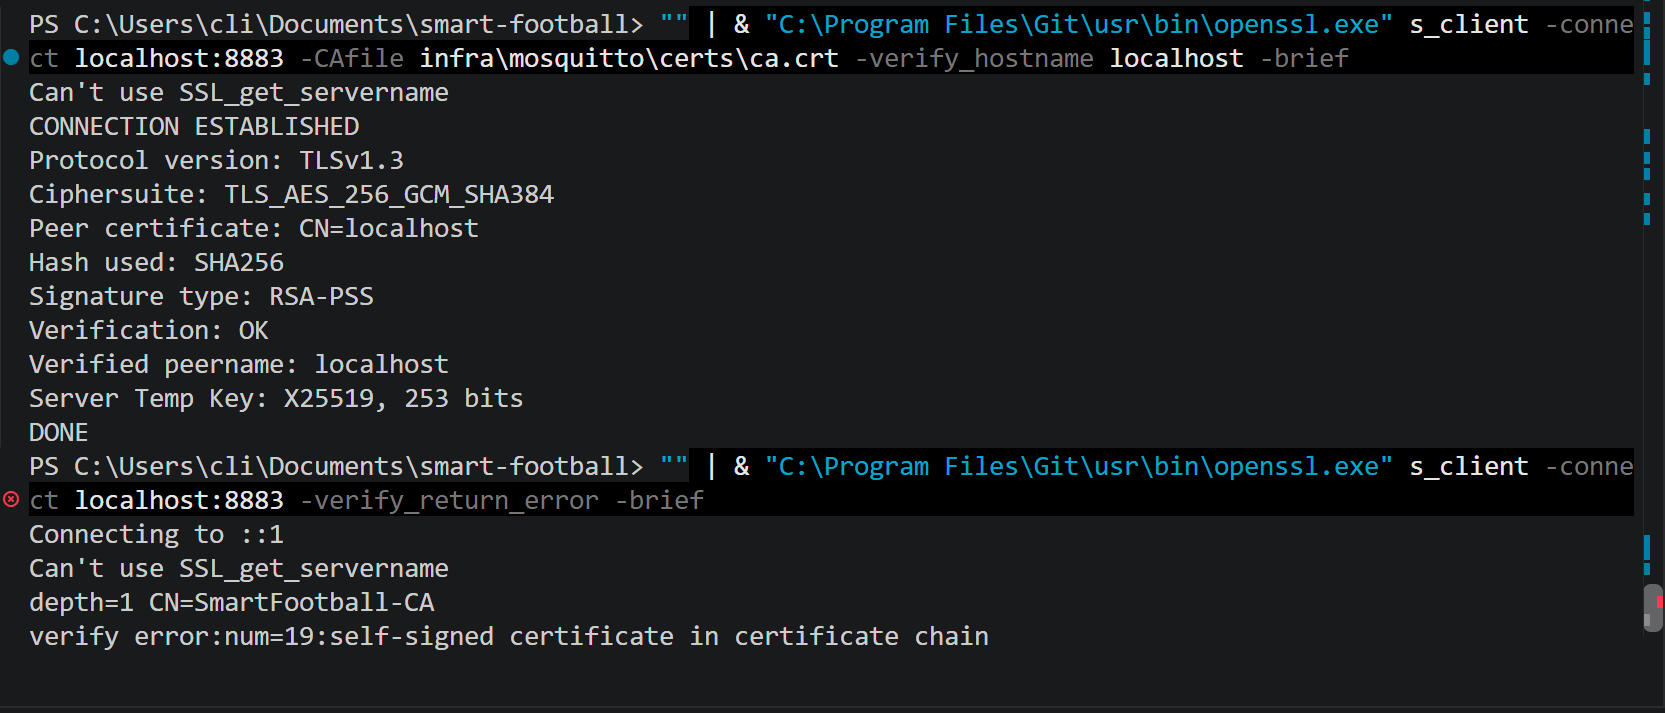 PS C:\Users\cli\Documents\smart-football> "" | & "C:\Program Files\Git\usr\bin\openssl.exe" s_client -conne
ct localhost:8883 -CAfile infra\mosquitto\certs\ca.crt -verify_hostname localhost -brief
Can't use SSL_get_servername
CONNECTION ESTABLISHED
Protocol version: TLSv1.3
Ciphersuite: TLS_AES_256_GCM_SHA384
Peer certificate: CN=localhost
Hash used: SHA256
Signature type: RSA-PSS
Verification: OK
Verified peername: localhost
Server Temp Key: X25519, 253 bits
DONE
PS C:\Users\cli\Documents\smart-football> "" | & "C:\Program Files\Git\usr\bin\openssl.exe" s_client -conne
ct localhost:8883 -verify_return_error -brief
Connecting to ::1
Can't use SSL_get_servername
depth=1 CN=SmartFootball-CA
verify error:num=19:self-signed certificate in certificate chain